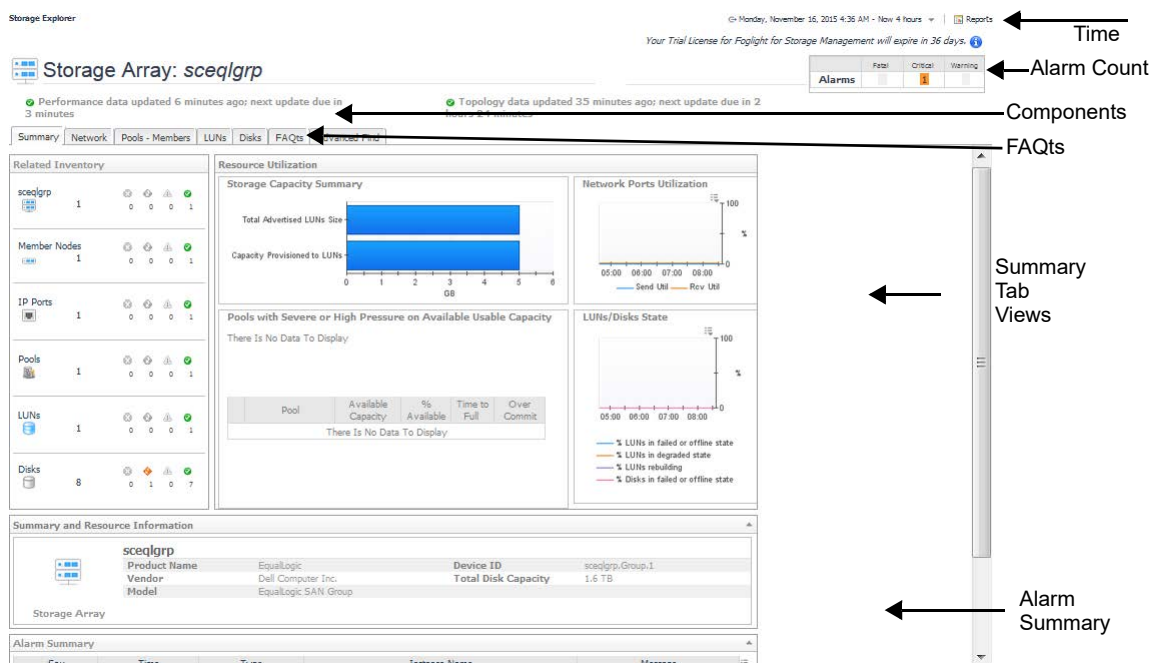 Storage Explorer
Monday, November 16, 2015 4:36 AM - Now 4 hours
Reports
Time
Your Trial License for Foglight for Storage Management will expire in 36 days.
Storage Array: sceqlgrp
Fatal Critical Warning
Alarms 1
Alarm Count
Performance data updated 6 minutes ago; next update due in
3 minutes
Topology data updated 35 minutes ago; next update due in 2
hours 24 minutes
Components
Summary Network Pools - Members LUNs Disks FAQts Advanced Find
FAQts
Related Inventory
sceqlgrp
1 0 0 0 1
Member Nodes
1 0 0 0 1
IP Ports
1 0 0 0 1
Pools
1 0 0 0 1
LUNs
1 0 0 0 1
Disks
8 0 1 0 7
Resource Utilization
Storage Capacity Summary
Total Advertised LUNs Size
Capacity Provisioned to LUNs
0 1 2 3 4 5 6
GB
Network Ports Utilization
100
%
0
05:00 06:00 07:00 08:00
Send Util Rcv Util
Pools with Severe or High Pressure on Available Usable Capacity
There Is No Data To Display
Pool Available Capacity % Available Time to Full Over Commit
There Is No Data To Display
LUNs/Disks State
100
%
0
05:00 06:00 07:00 08:00
% LUNs in failed or offline state
% LUNs in degraded state
% LUNs rebuilding
% Disks in failed or offline state
Summary
Tab
Views
Summary and Resource Information
sceqlgrp
Product Name EqualLogic Device ID sceqlgrp.Group.1
Vendor Dell Computer Inc. Total Disk Capacity 1.6 TB
Model EqualLogic SAN Group
Storage Array
Alarm
Summary
Alarm Summary
Sev Time Type Instance Name Message